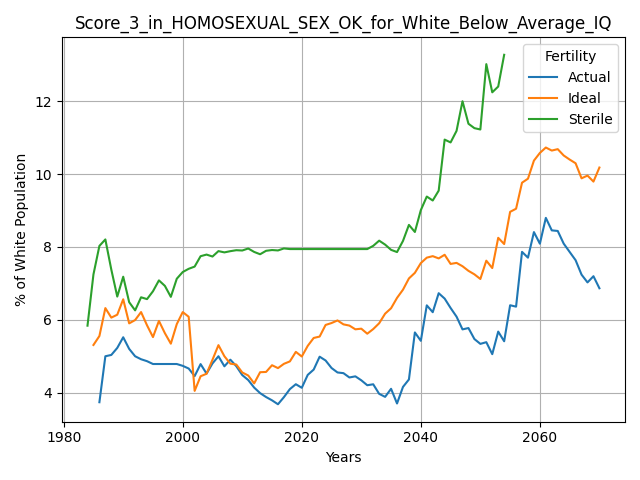 Score_3_in_HOMOSEXUAL_SEX_OK_for_White_Below_Average_IQ
Fertility
Actual
Ideal
Sterile
% of White Population
12
10
8
6
4
1980
2000
2020
2040
2060
Years